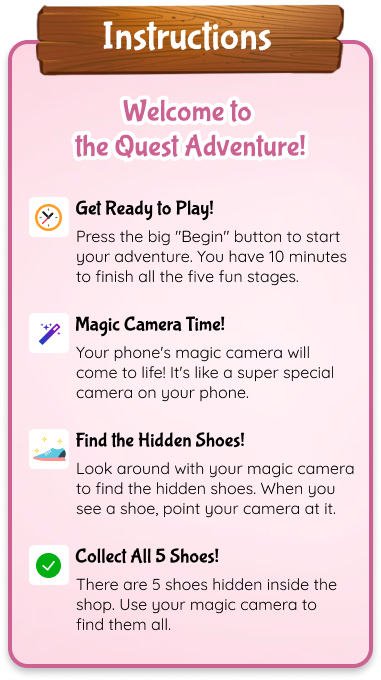 Instructions
Welcome to
the Quest Adventure!
Get Ready to Play!
Press the big "Begin" button to start
your adventure. You have 10 minutes
to finish all the five fun stages.
Magic Camera Time!
Your phone's magic camera will
come to life! It's like a super special
camera on your phone.
Find the Hidden Shoes!
Look around with your magic camera
to find the hidden shoes. When you
see a shoe, point your camera at it.
Collect All 5 Shoes!
There are 5 shoes hidden inside the
shop. Use your magic camera to
find them all.